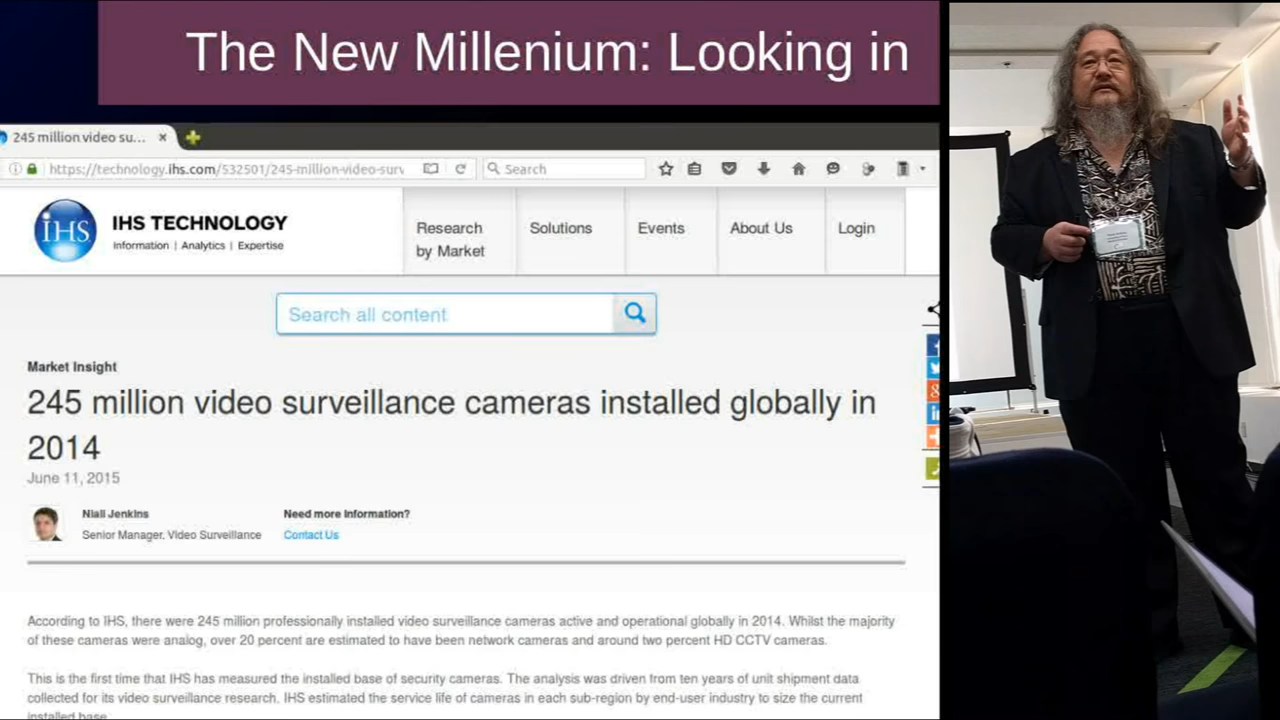 The New Millenium: Looking in
245 million video su...
https://technology.ihs.com/532501/245-million-video-surv
Search
IHS
IHS TECHNOLOGY
Information | Analytics | Expertise
Research
by Market
Solutions
Events
About Us
Login
Search all content
Market Insight
245 million video surveillance cameras installed globally in
2014
June 11, 2015
Niall Jenkins
Senior Manager, Video Surveillance
Need more Information?
Contact Us
According to IHS, there were 245 million professionally installed video surveillance cameras active and operational globally in 2014. Whilst the majority
of these cameras were analog, over 20 percent are estimated to have been network cameras and around two percent HD CCTV cameras.
This is the first time that IHS has measured the installed base of security cameras. The analysis was driven from ten years of unit shipment data
collected for its video surveillance research. IHS estimated the service life of cameras in each sub-region by end-user industry to size the current
installed base.